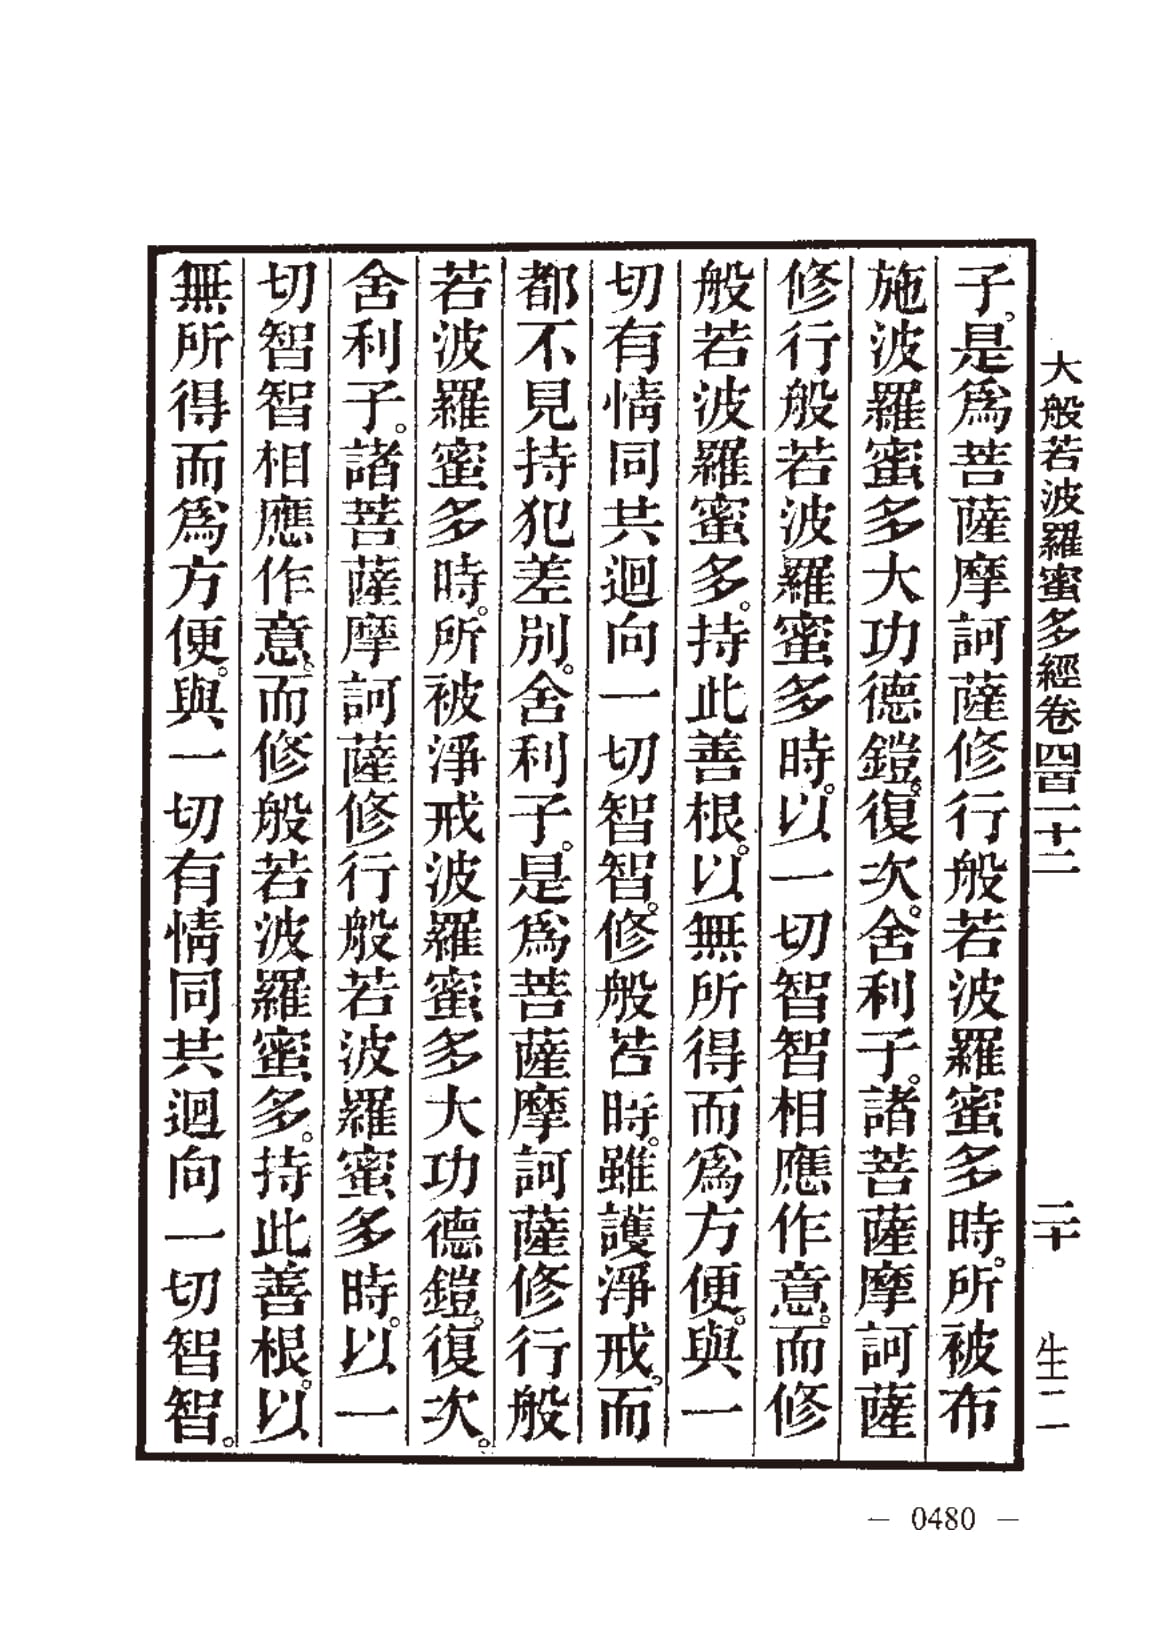 大般若波羅蜜多經卷四百一十二　二十　生二
子。是爲菩薩摩訶薩修行般若波羅蜜多時。所被布
施波羅蜜多大功德鎧。復次。舍利子。諸菩薩摩訶薩
修行般若波羅蜜多時。以一切智智相應作意。而修
般若波羅蜜多。持此善根。以無所得而爲方便。與一
切有情同共迴向一切智智。修般若時。雖護淨戒。而
都不見持犯差別。舍利子。是爲菩薩摩訶薩修行般
若波羅蜜多時。所被淨戒波羅蜜多大功德鎧。復次。
舍利子。諸菩薩摩訶薩修行般若波羅蜜多時。以一
切智智相應作意。而修般若波羅蜜多。持此善根。以
無所得而爲方便。與一切有情同共迴向一切智智。
— 0480 —